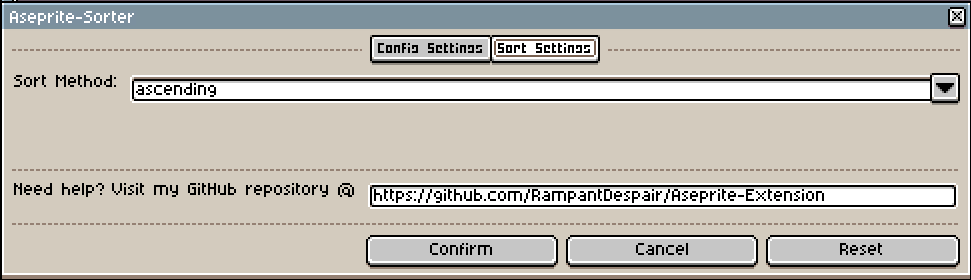 Aseprite-Sorter
Config Settings Sort Settings
Sort Method: ascending
Need help? Visit my GitHub repository @ https://github.com/RampantDespair/Aseprite-Extension
Confirm Cancel Reset